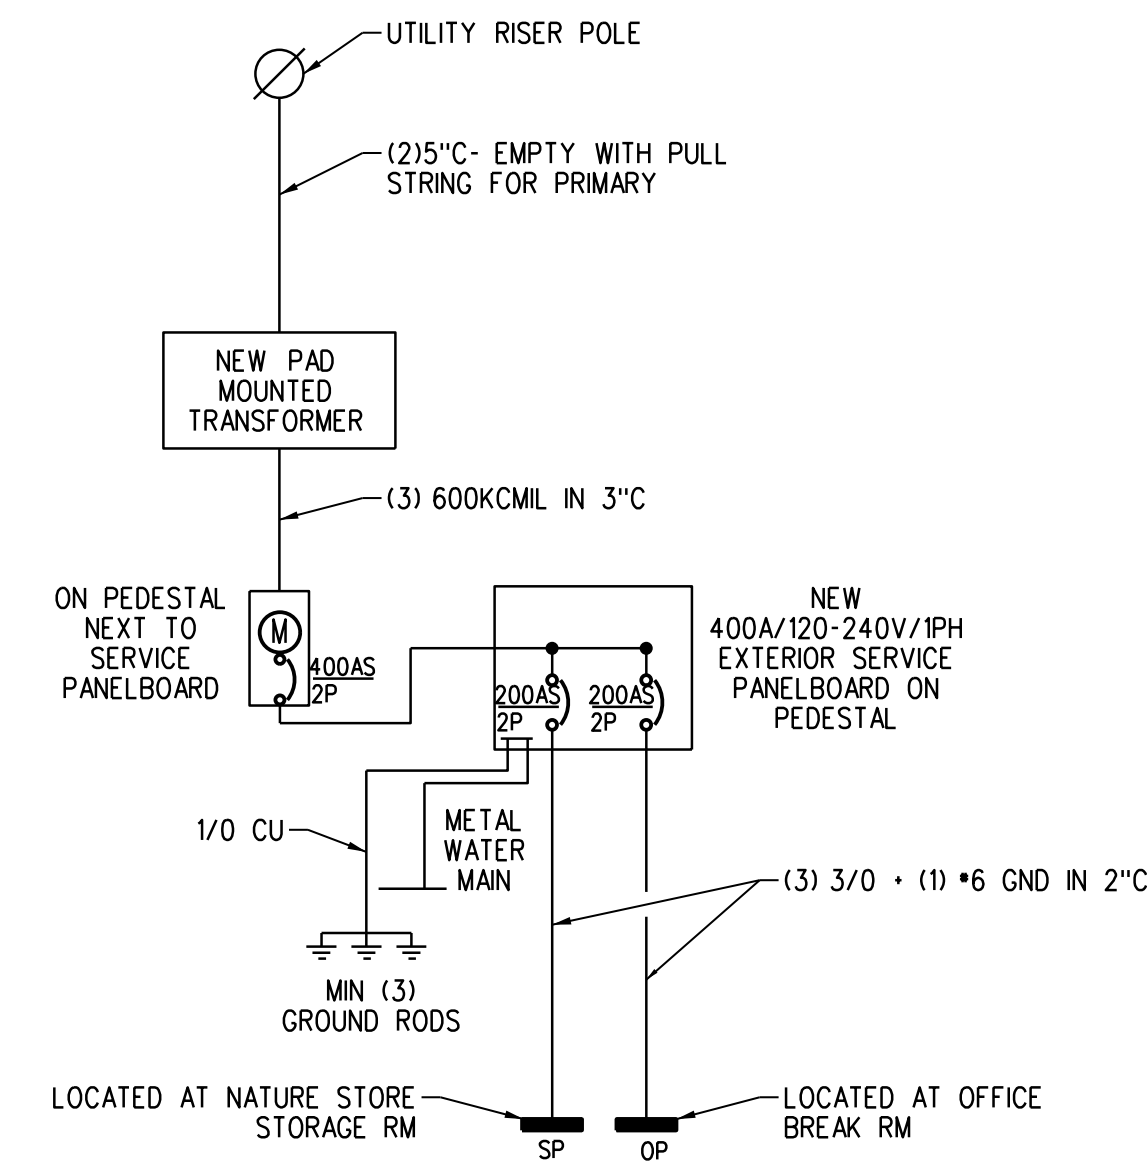 UTILITY RISER POLE
(2)5"C- EMPTY WITH PULL
STRING FOR PRIMARY
NEW PAD
MOUNTED
TRANSFORMER
(3) 600KCMIL IN 3"C
ON PEDESTAL
NEXT TO
SERVICE
PANELBOARD
M
400AS
2P
200AS
2P
200AS
2P
NEW
400A/120-240V/1PH
EXTERIOR SERVICE
PANELBOARD ON
PEDESTAL
1/0 CU
METAL
WATER
MAIN
(3) 3/0 + (1) #6 GND IN 2"C
MIN (3)
GROUND RODS
LOCATED AT NATURE STORE
STORAGE RM
SP
OP
LOCATED AT OFFICE
BREAK RM